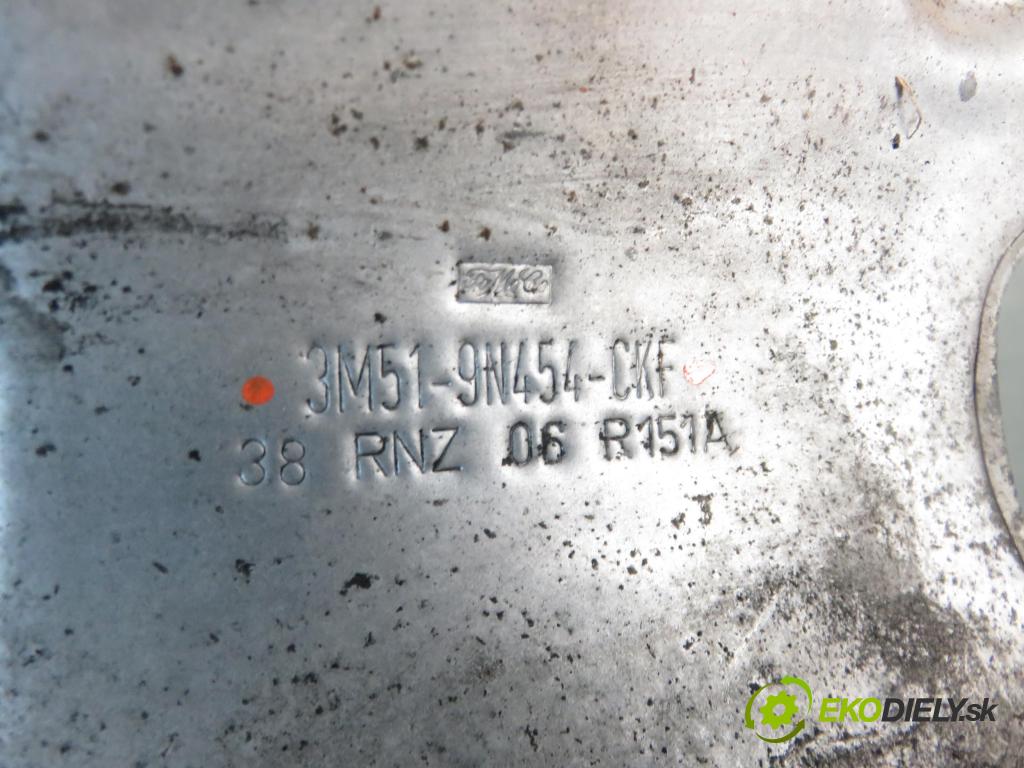 FoMoCo
3M51-9N454-CKF
38 RNZ 06 R151A
EKODIELY.sk